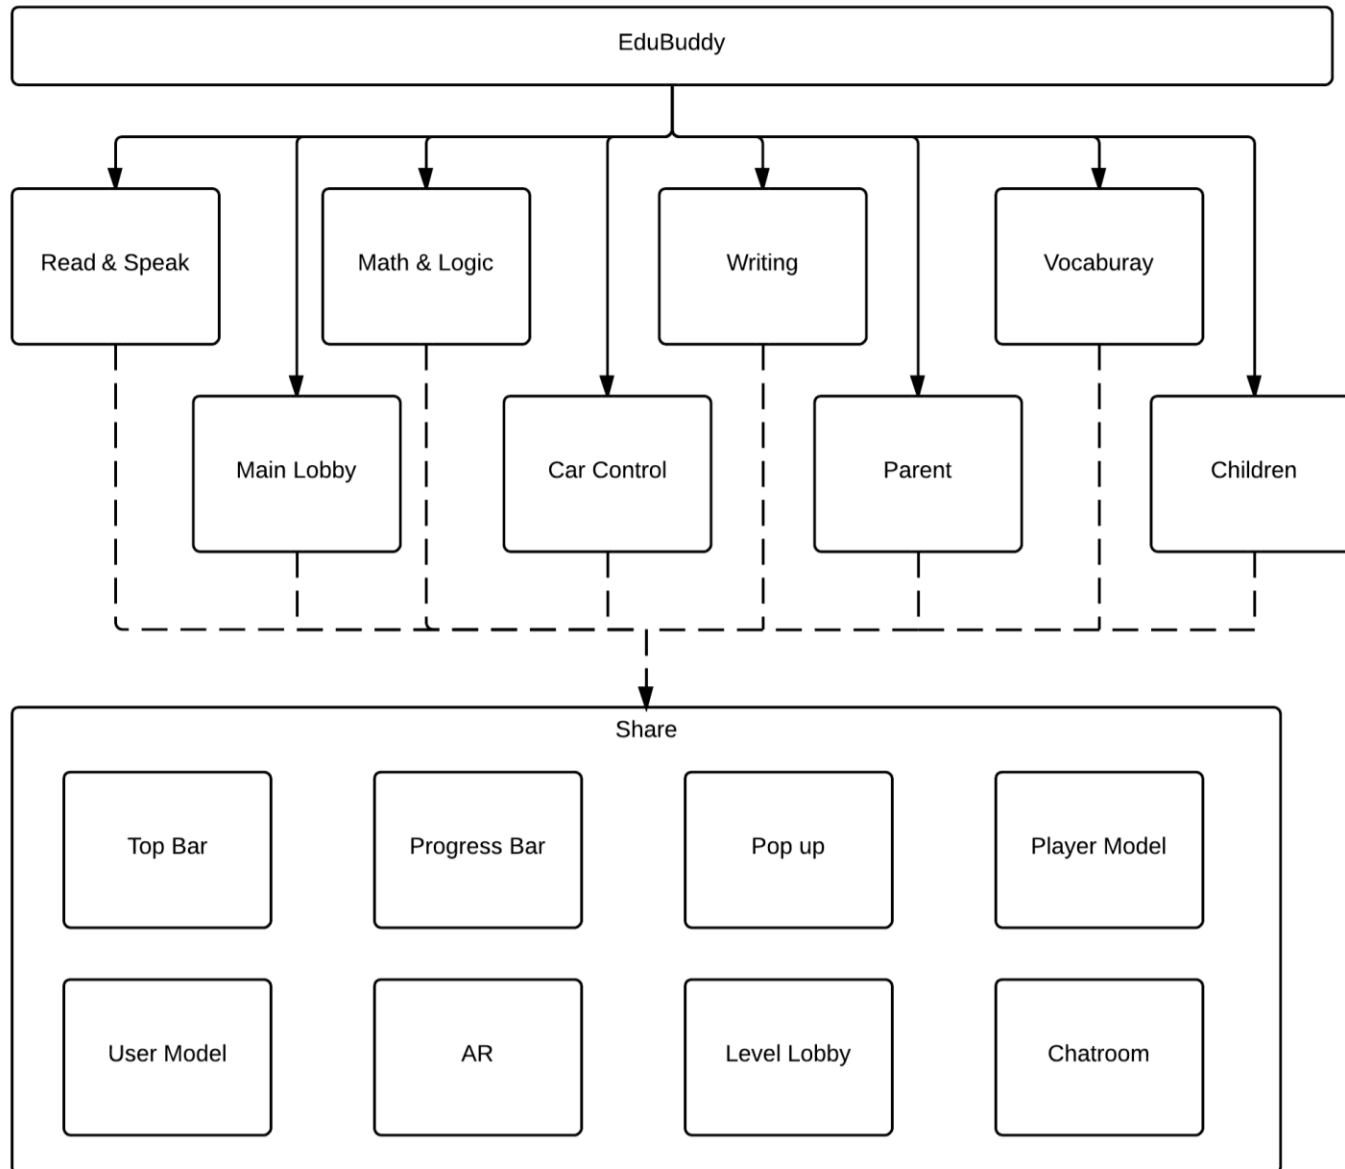 EduBuddy
Read & Speak
Math & Logic
Writing
Vocaburay
Main Lobby
Car Control
Parent
Children
Share
Top Bar
Progress Bar
Pop up
Player Model
User Model
AR
Level Lobby
Chatroom